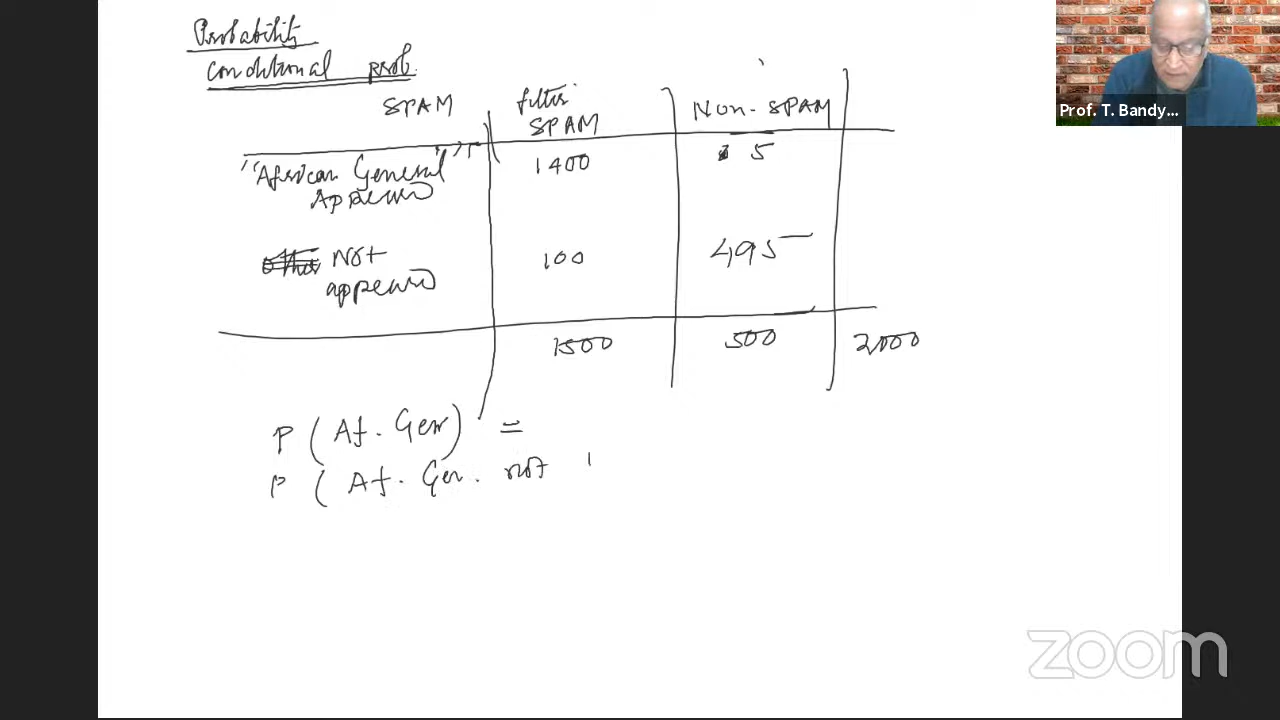 Probability
conditional prob.
SPAM
filter
SPAM
Non-SPAM
"African General"
Appeared
1400
5
Not
appeared
100
495
1500
500
2000
P (Af. Gen) =
P (Af. Gen. not
Prof. T. Bandy...
zoom